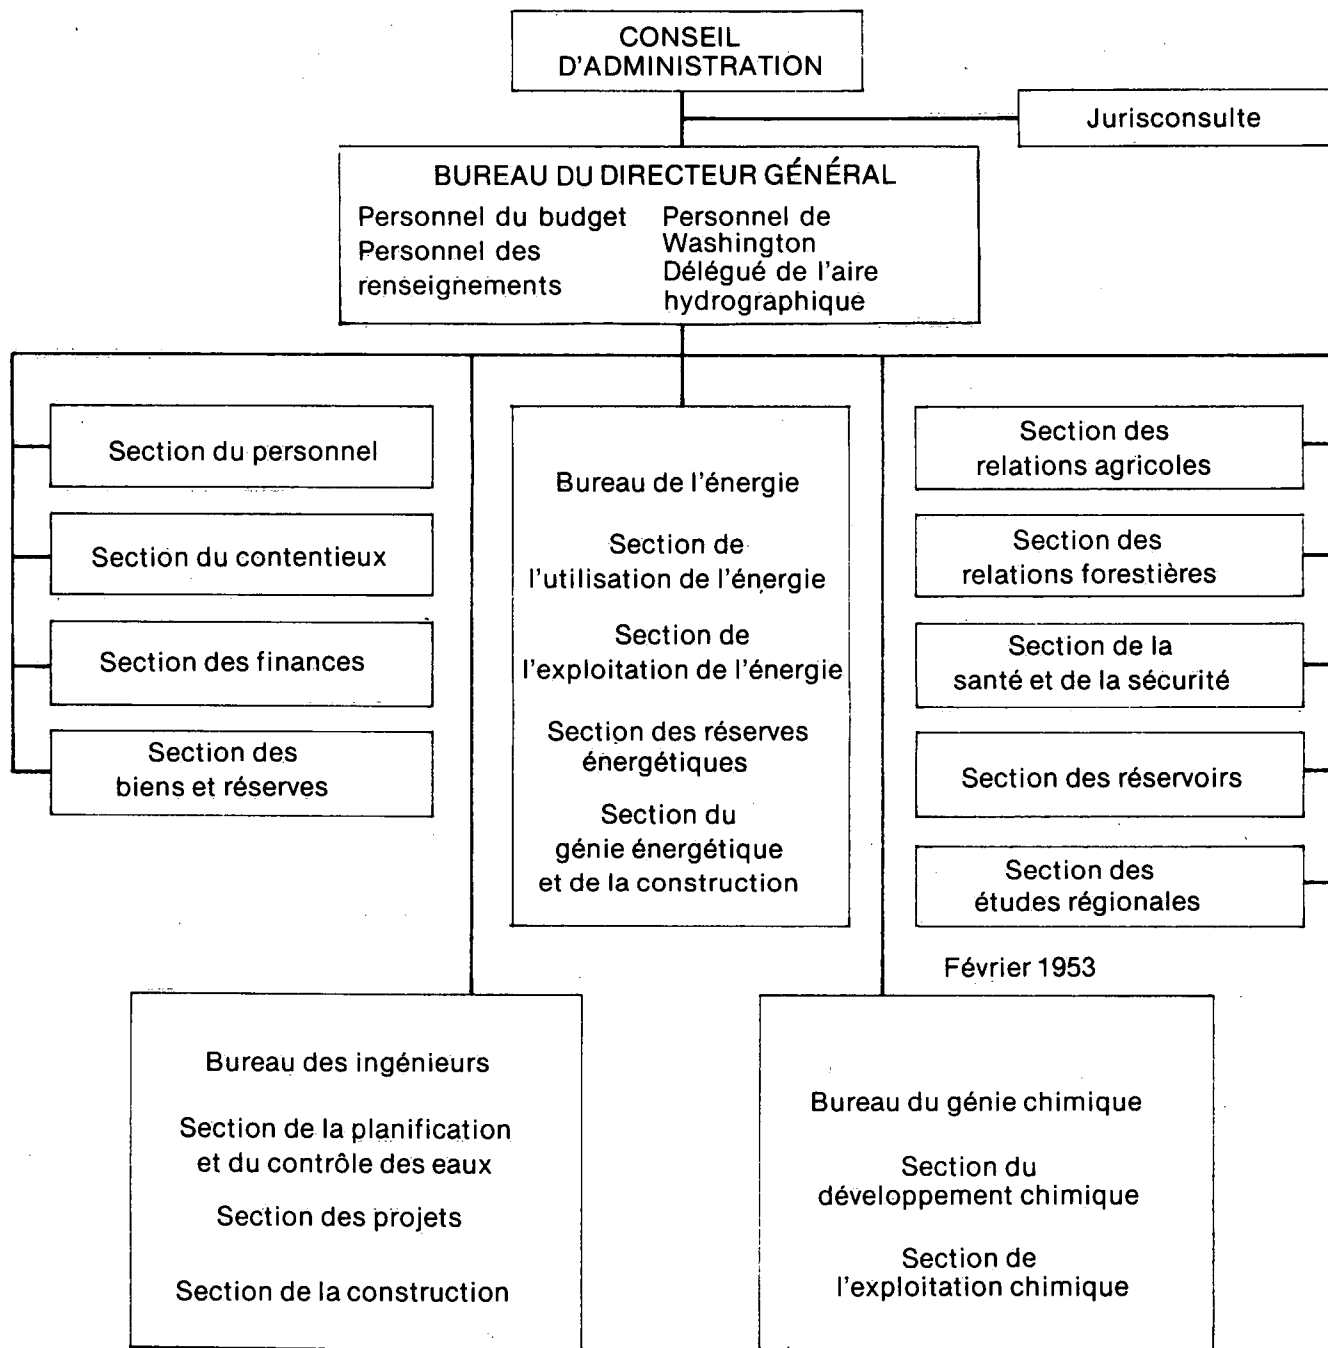 CONSEIL
D'ADMINISTRATION
Jurisconsulte
BUREAU DU DIRECTEUR GÉNÉRAL
Personnel du budget
Personnel des
renseignements
Personnel de
Washington
Délégué de l'aire
hydrographique
Section du personnel
Section du contentieux
Section des finances
Section des
biens et réserves
Bureau de l'énergie
Section de
l'utilisation de l'énergie
Section de
l'exploitation de l'énergie
Section des réserves
énergétiques
Section du
génie énergétique
et de la construction
Section des
relations agricoles
Section des
relations forestières
Section de la
santé et de la sécurité
Section des réservoirs
Section des
études régionales
Février 1953
Bureau des ingénieurs
Section de la planification
et du contrôle des eaux
Section des projets
Section de la construction
Bureau du génie chimique
Section du
développement chimique
Section de
l'exploitation chimique